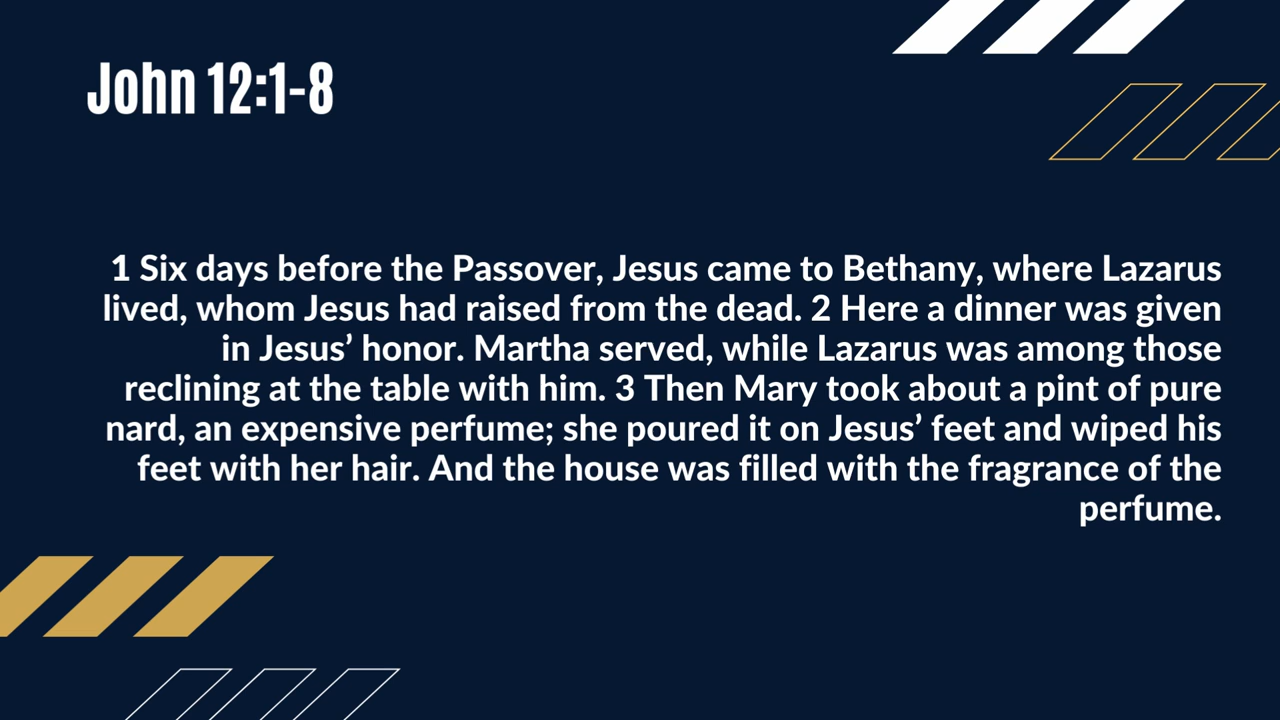 John 12:1-8
1 Six days before the Passover, Jesus came to Bethany, where Lazarus
lived, whom Jesus had raised from the dead. 2 Here a dinner was given
in Jesus’ honor. Martha served, while Lazarus was among those
reclining at the table with him. 3 Then Mary took about a pint of pure
nard, an expensive perfume; she poured it on Jesus’ feet and wiped his
feet with her hair. And the house was filled with the fragrance of the
perfume.